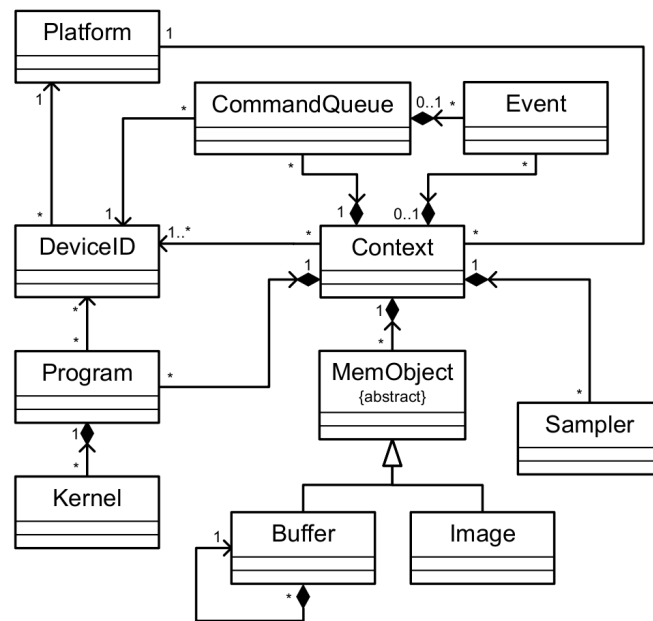 Platform
1
1
CommandQueue
0..1
*
Event
*
*
*
*
1
1
0..1
DeviceID
1..*
*
Context
*
1
1
*
1
*
Program
*
*
MemObject
{abstract}
1
*
Sampler
*
Kernel
1
Buffer
Image
*